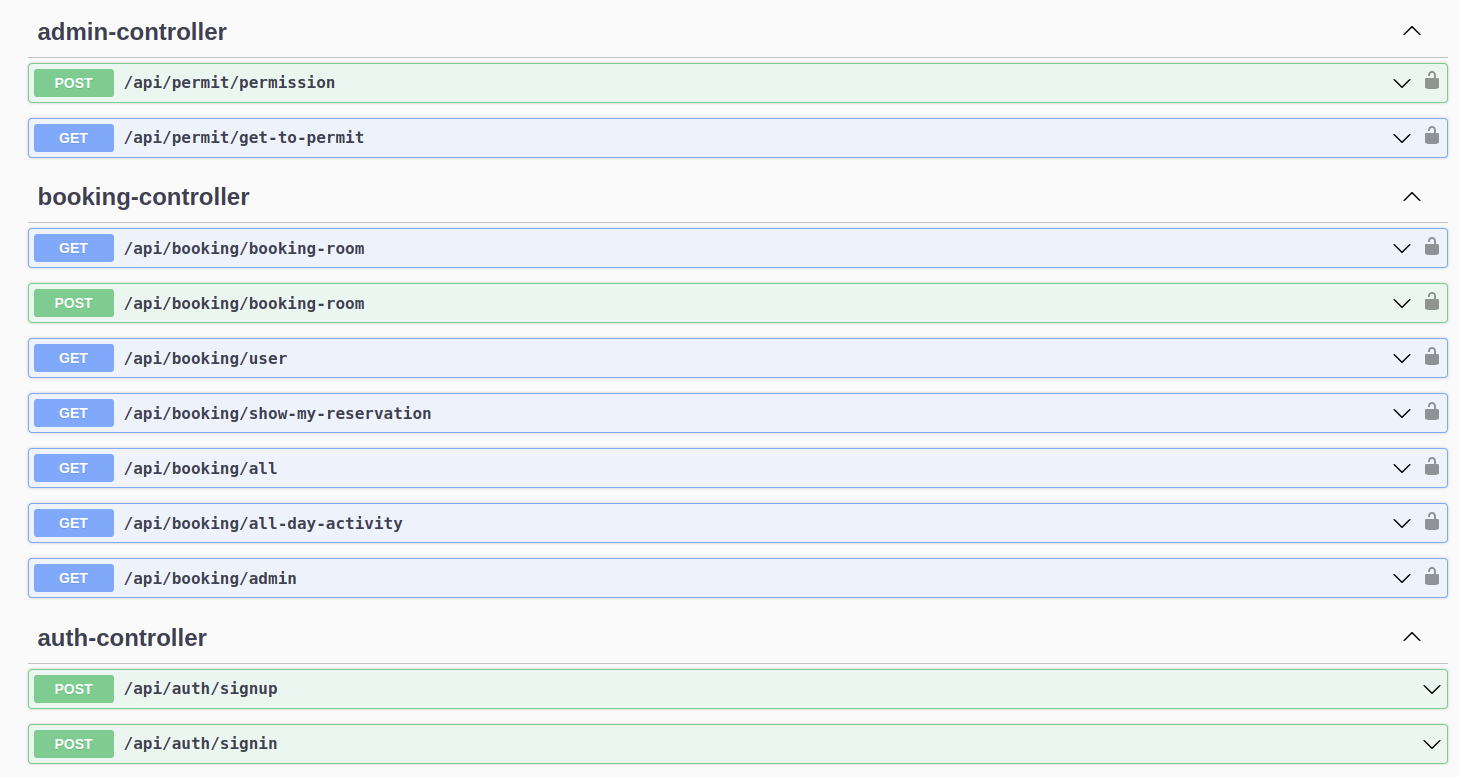 admin-controller
POST /api/permit/permission
GET /api/permit/get-to-permit
booking-controller
GET /api/booking/booking-room
POST /api/booking/booking-room
GET /api/booking/user
GET /api/booking/show-my-reservation
GET /api/booking/all
GET /api/booking/all-day-activity
GET /api/booking/admin
auth-controller
POST /api/auth/signup
POST /api/auth/signin